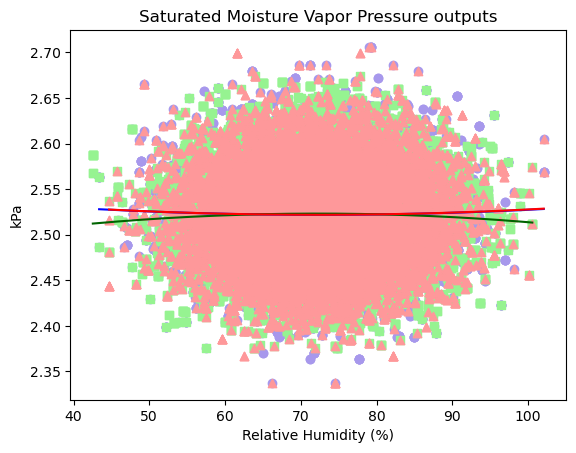 Saturated Moisture Vapor Pressure outputs
2.70
2.65
2.60
2.55
2.50
2.45
2.40
2.35
kPa
40 50 60 70 80 90 100
Relative Humidity (%)